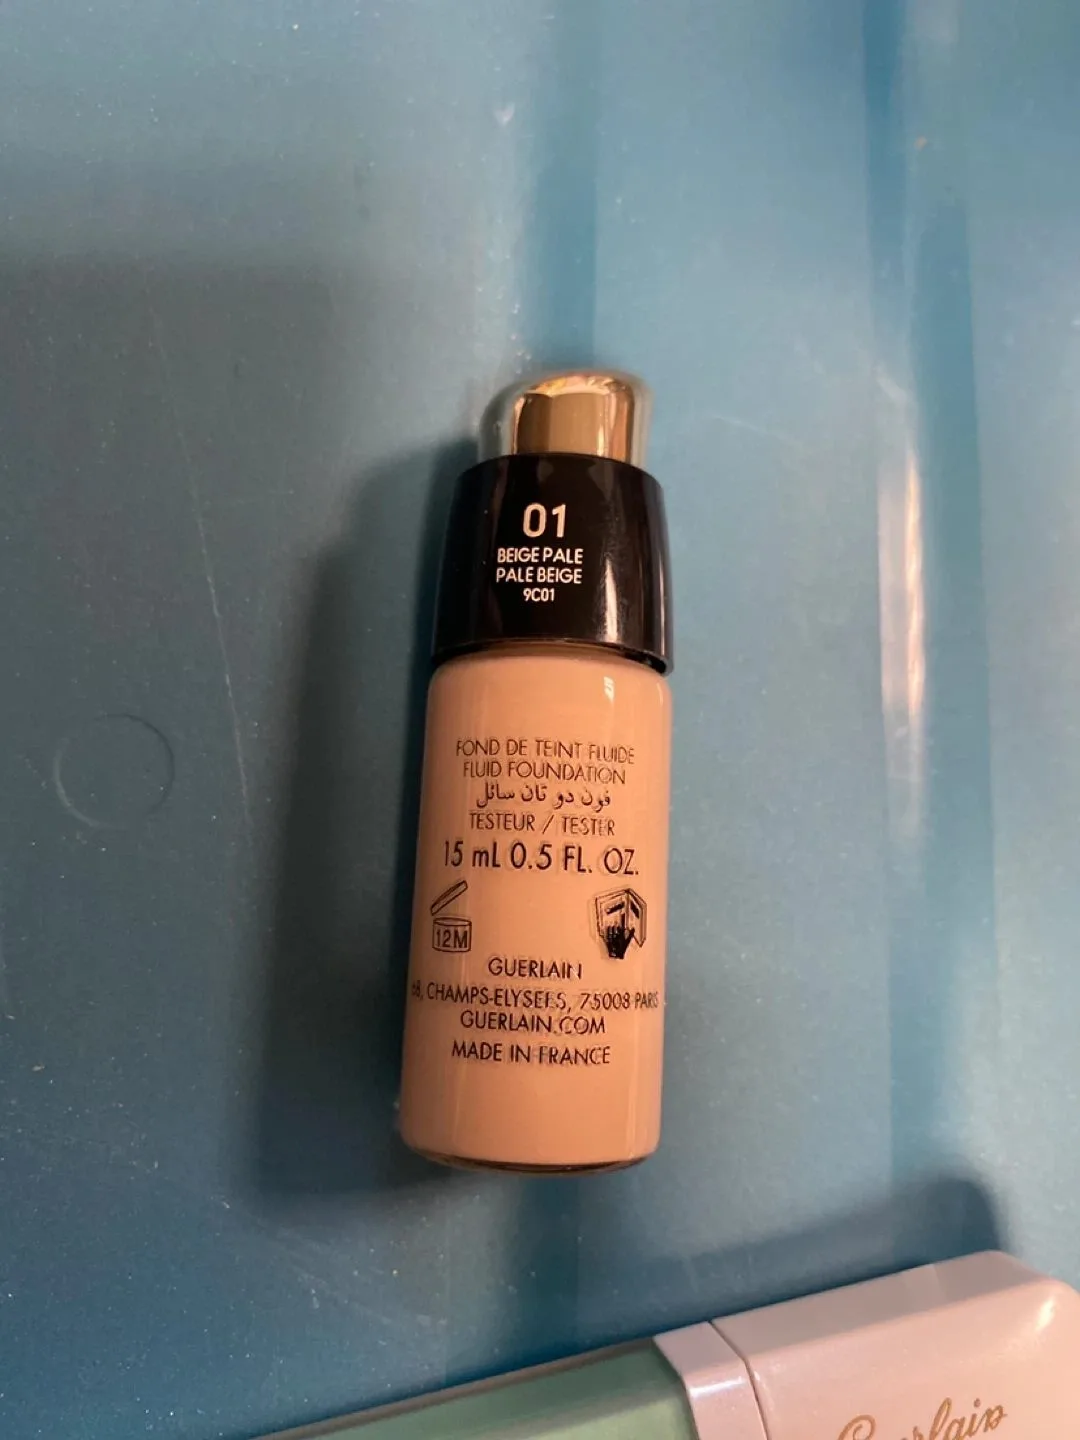 01
BEIGE PALE
PALE BEIGE
9C01
FOND DE TEINT FLUIDE
FLUID FOUNDATION
فون دو تان سائل
TESTEUR / TESTER
15 mL 0.5 FL. OZ.
12M
GUERLAIN
68, CHAMPS-ELYSEES, 75008 PARIS
GUERLAIN.COM
MADE IN FRANCE
Guerlain